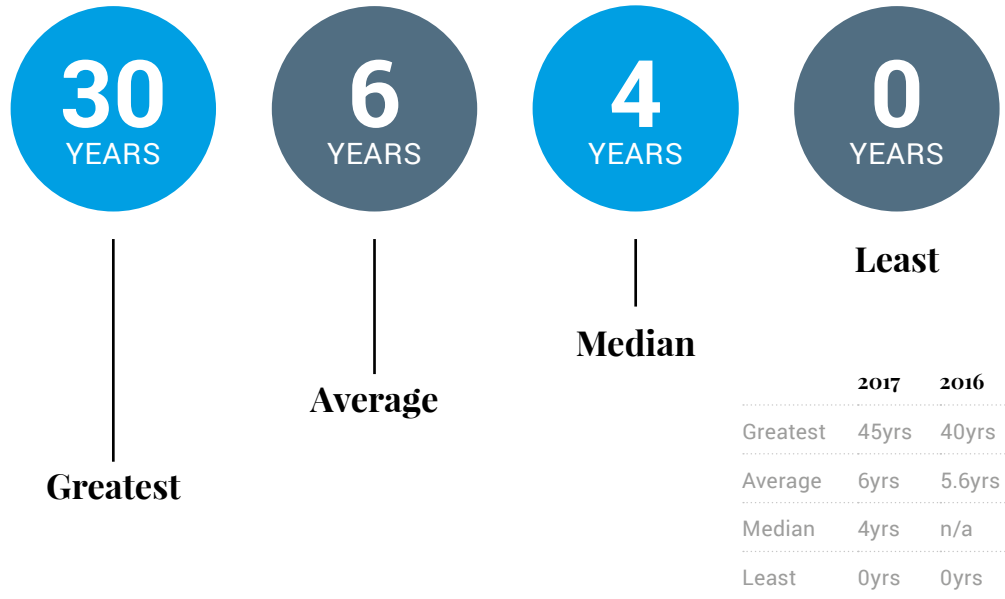 30
YEARS
6
YEARS
4
YEARS
0
YEARS
Greatest
Average
Median
Least
2017 2016
Greatest 45yrs 40yrs
Average 6yrs 5.6yrs
Median 4yrs n/a
Least 0yrs 0yrs